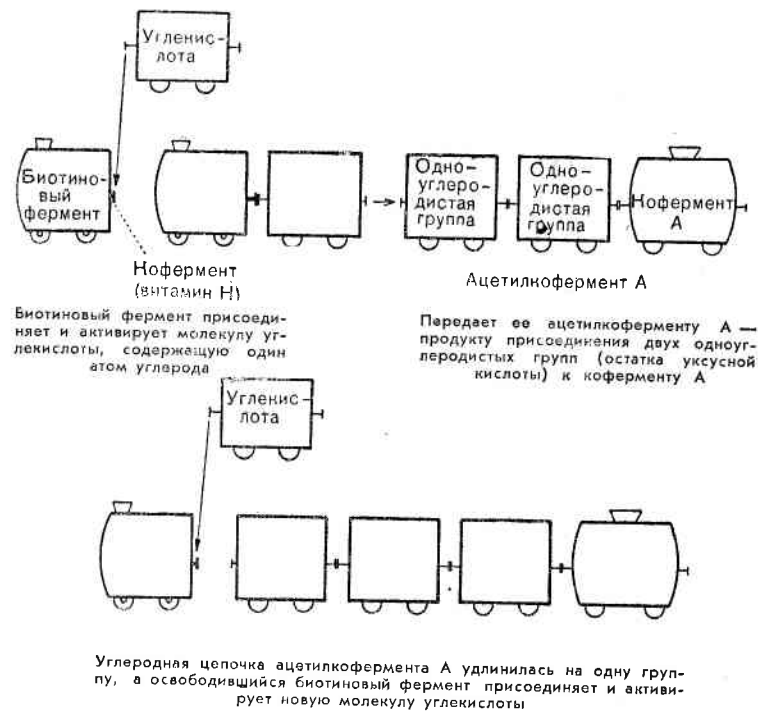 Углекис-
лота
Биотино-
вый
фермент
Одно-
углеро-
дистая
группа
Одно-
углеро-
дистая
группа
Кофермент
А
Кофермент
(витамин Н)
Ацетилкофермент А
Биотиновый фермент присоеди-
няет и активирует молекулу уг-
лекислоты, содержащую один
атом углерода
Передает ее ацетилкоферменту А —
продукту присоединения двух одноуг-
леродистых групп (остатка уксусной
кислоты) к коферменту А
Углекис-
лота
Углеродная цепочка ацетилкофермента А удлинилась на одну груп-
пу, а освободившийся биотиновый фермент присоединяет и активи-
рует новую молекулу углекислоты